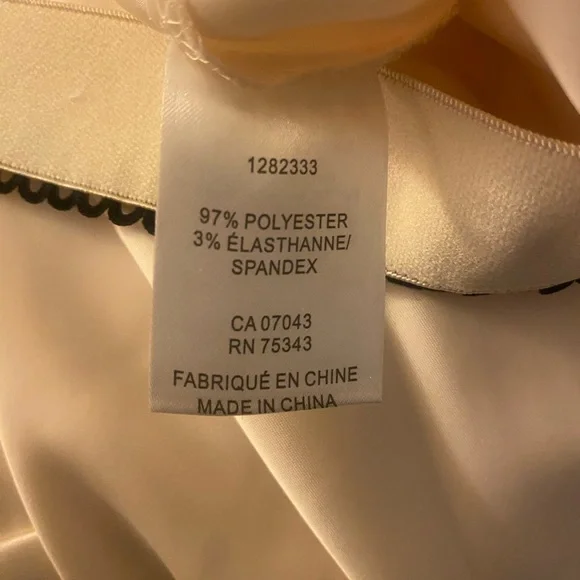 1282333
97% POLYESTER
3% ÉLASTHANNE/
SPANDEX
CA 07043
RN 75343
FABRIQUÉ EN CHINE
MADE IN CHINA